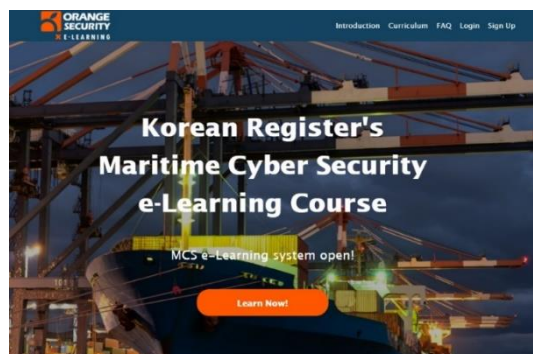 ORANGE
SECURITY
E-LEARNING
Introduction Curriculum FAQ Login Sign Up
Korean Register's
Maritime Cyber Security
e-Learning Course
MCS e-Learning system open!
Learn Now!